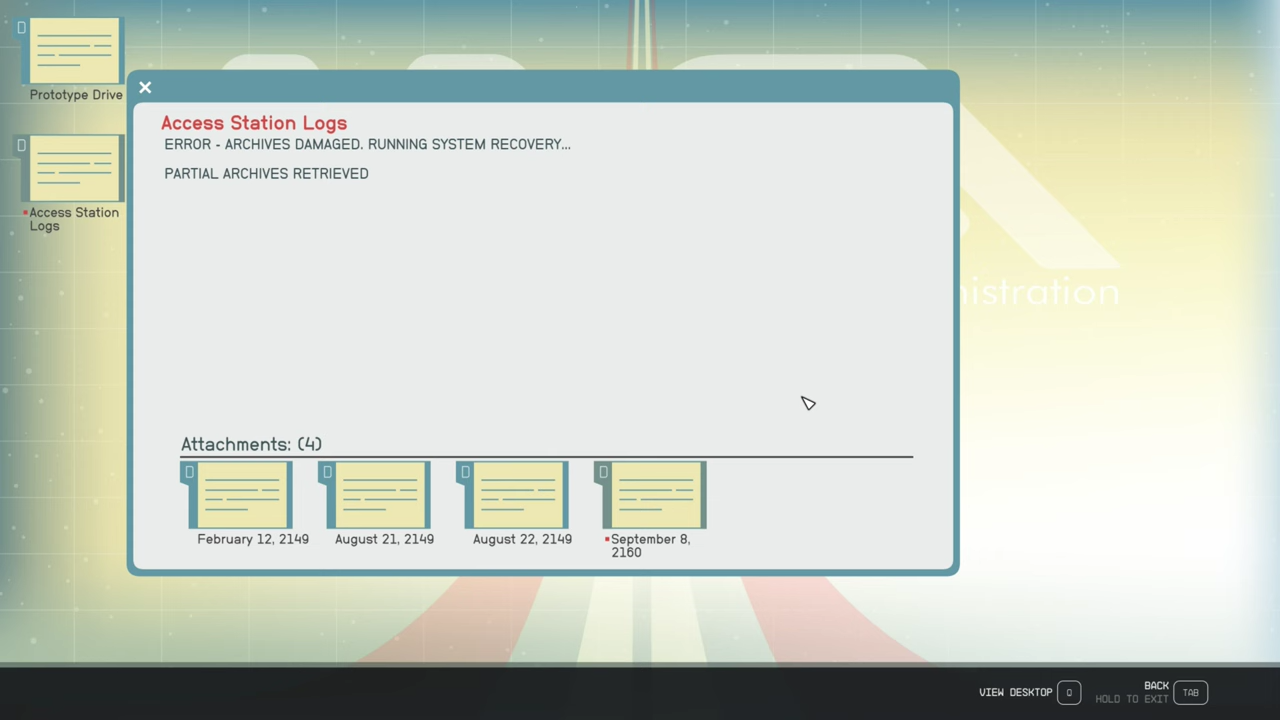 Prototype Drive
Access Station
Logs
Access Station Logs
ERROR - ARCHIVES DAMAGED. RUNNING SYSTEM RECOVERY...
PARTIAL ARCHIVES RETRIEVED
Attachments: (4)
February 12, 2149
August 21, 2149
August 22, 2149
September 8,
2160
nistration
VIEW DESKTOP Q
BACK
HOLD TO EXIT TAB